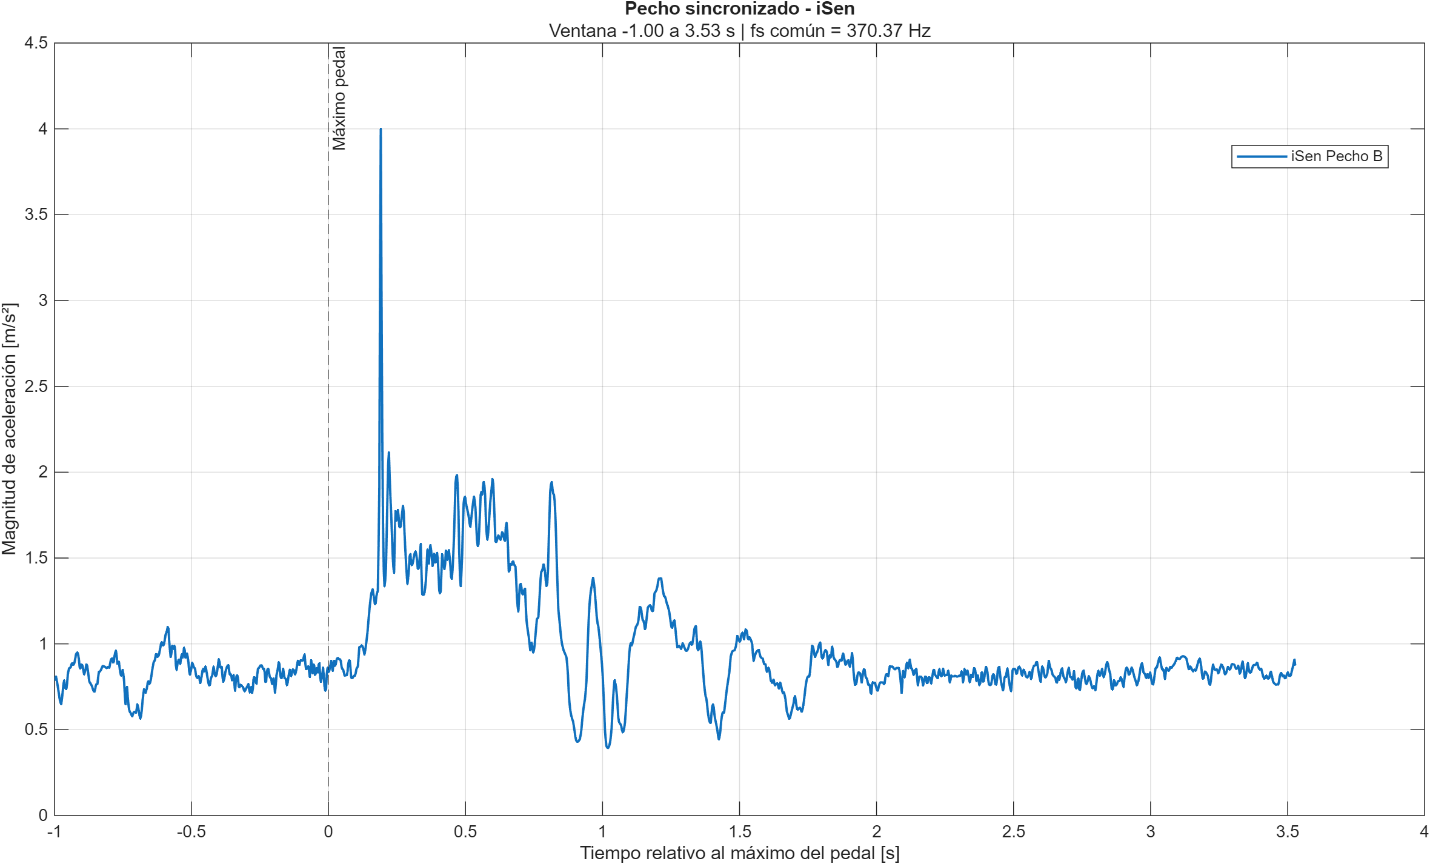 Pecho sincronizado - iSen
Ventana -1.00 a 3.53 s | fs común = 370.37 Hz
Máximo pedal
iSen Pecho B
Magnitud de aceleración [m/s²]
4.5
4
3.5
3
2.5
2
1.5
1
0.5
0
-1 -0.5 0 0.5 1 1.5 2 2.5 3 3.5 4
Tiempo relativo al máximo del pedal [s]